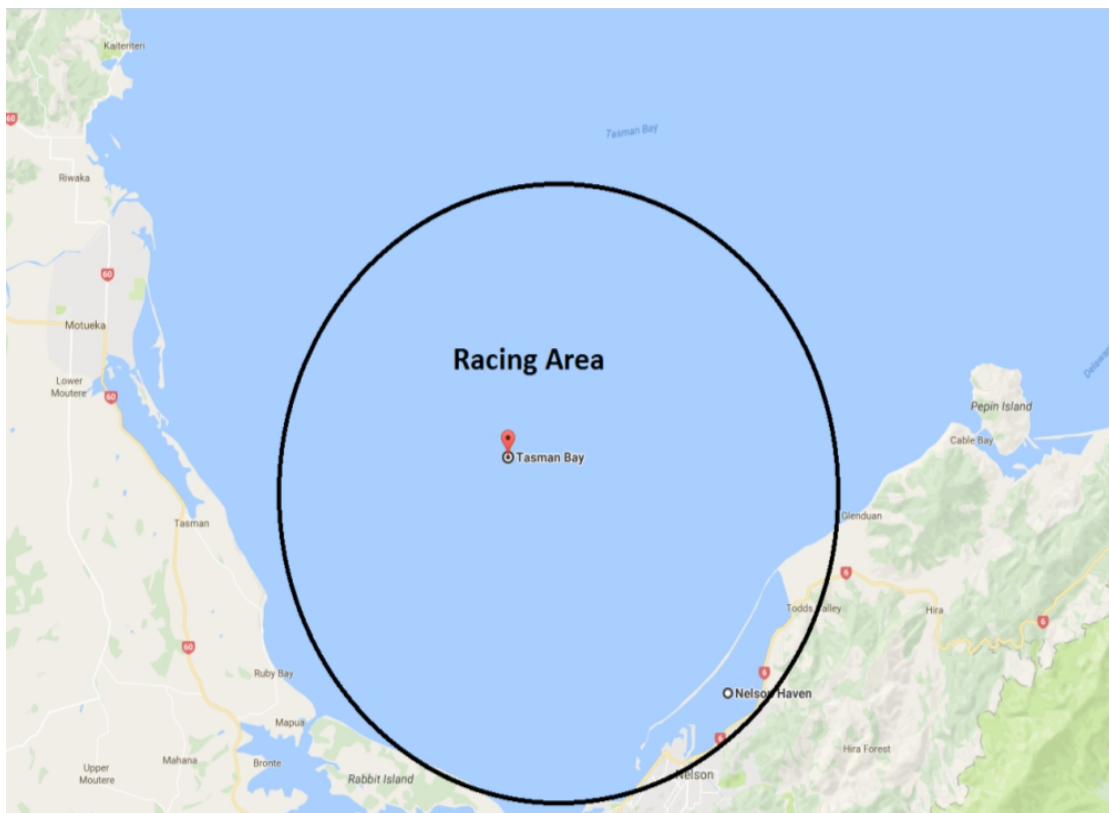 Kaiteriteri
Tasman Bay
60
Riwaka
60
Motueka
Racing Area
Lower
Moutere
60
Pepin Island
Cable Bay
Tasman Bay
Glenduan
Tasman
6
Todds Valley
Hira
6
60
Ruby Bay
6
Nelson Haven
Mapua
6
Hira Forest
Mahana
Bronte
Upper
Moutere
Rabbit Island
Nelson